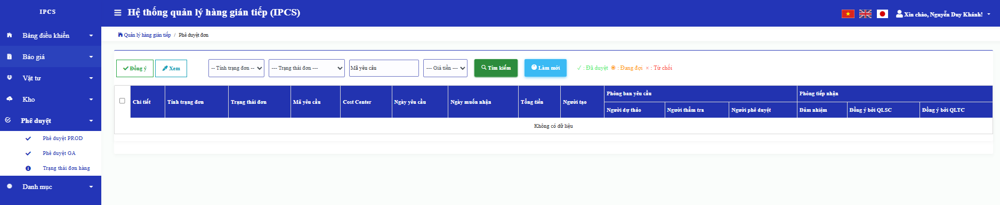 IPCS
Hệ thống quản lý hàng gián tiếp (IPCS)
Xin chào, Nguyễn Duy Khánh!
Bảng điều khiển
Báo giá
Vật tư
Kho
Phê duyệt
Phê duyệt PROD
Phê duyệt GA
Trạng thái đơn hàng
Danh mục
Quản lý hàng gián tiếp / Phê duyệt đơn
Đồng ý Xem -- Tình trạng đơn -- --- Trạng thái đơn --- Mã yêu cầu --- Giá tiền --- Tìm kiếm Làm mới ✓ : Đã duyệt ◉ : Đang đợi × : Từ chối
Chi tiết Tình trạng đơn Trạng thái đơn Mã yêu cầu Cost Center Ngày yêu cầu Ngày muốn nhận Tổng tiền Người tạo Phòng ban yêu cầu Phòng tiếp nhận
Người dự thảo Người thẩm tra Người phê duyệt Đảm nhiệm Đồng ý bởi QLSC Đồng ý bởi QLTC
Không có dữ liệu